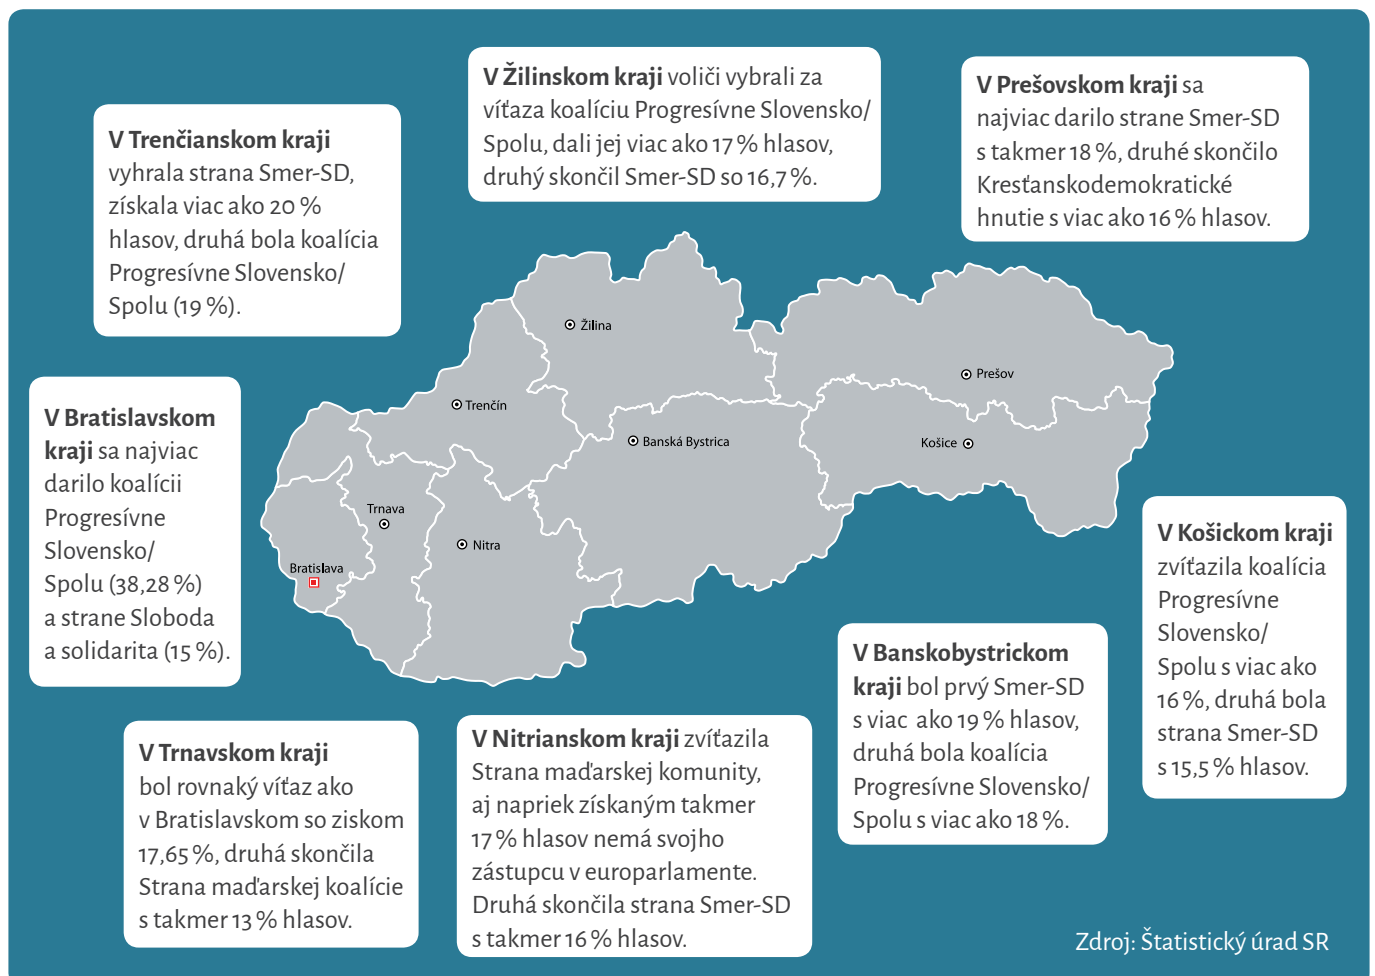 V Žilinskom kraji voliči vybrali za
víťaza koalíciu Progresívne Slovensko/
Spolu, dali jej viac ako 17 % hlasov,
druhý skončil Smer-SD so 16,7 %.
V Prešovskom kraji sa
najviac darilo strane Smer-SD
s takmer 18 %, druhé skončilo
Kresťanskodemokratické
hnutie s viac ako 16 % hlasov.
V Trenčianskom kraji
vyhrala strana Smer-SD,
získala viac ako 20 %
hlasov, druhá bola koalícia
Progresívne Slovensko/
Spolu (19 %).
Žilina
Prešov
Trenčín
Banská Bystrica
Košice
Trnava
Nitra
Bratislava
V Bratislavskom
kraji sa najviac
darilo koalícii
Progresívne
Slovensko/
Spolu (38,28 %)
a strane Sloboda
a solidarita (15 %).
V Košickom kraji
zvíťazila koalícia
Progresívne
Slovensko/
Spolu s viac ako
16 %, druhá bola
strana Smer-SD
s 15,5 % hlasov.
V Banskobystrickom
kraji bol prvý Smer-SD
s viac ako 19 % hlasov,
druhá bola koalícia
Progresívne Slovensko/
Spolu s viac ako 18 %.
V Trnavskom kraji
bol rovnaký víťaz ako
v Bratislavskom so ziskom
17,65 %, druhá skončila
Strana maďarskej koalície
s takmer 13 % hlasov.
V Nitrianskom kraji zvíťazila
Strana maďarskej komunity,
aj napriek získaným takmer
17 % hlasov nemá svojho
zástupcu v europarlamente.
Druhá skončila strana Smer-SD
s takmer 16 % hlasov.
Zdroj: Štatistický úrad SR